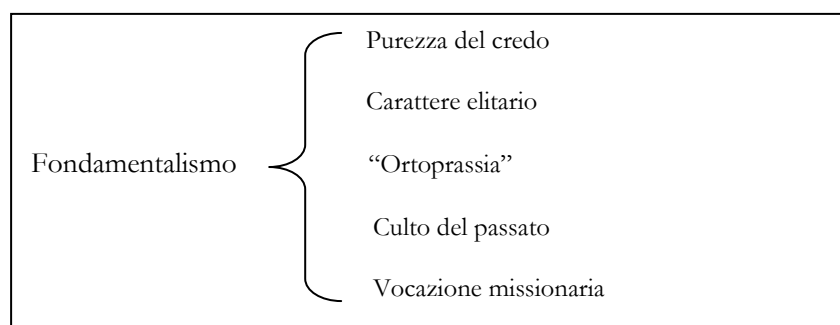 Purezza del credo
Carattere elitario
Fondamentalismo
“Ortoprassia”
Culto del passato
Vocazione missionaria